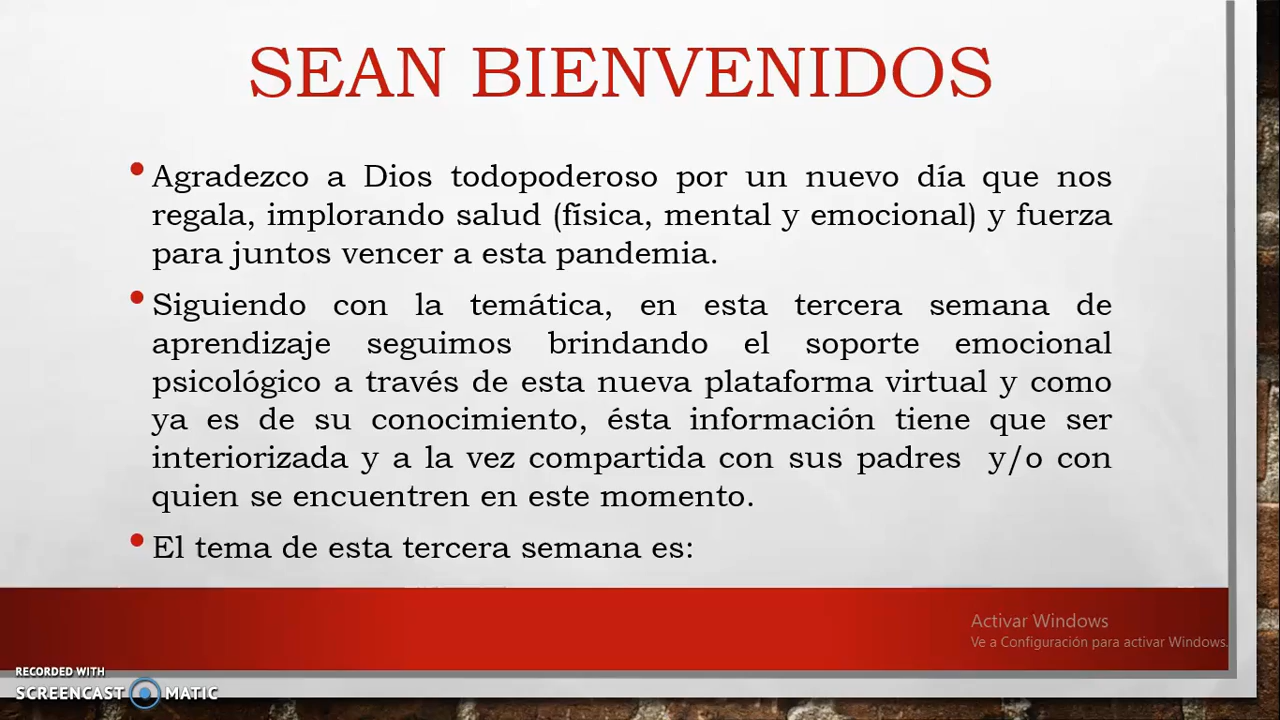 SEAN BIENVENIDOS
•Agradezco a Dios todopoderoso por un nuevo día que nos
regala, implorando salud (física, mental y emocional) y fuerza
para juntos vencer a esta pandemia.
•Siguiendo con la temática, en esta tercera semana de
aprendizaje seguimos brindando el soporte emocional
psicológico a través de esta nueva plataforma virtual y como
ya es de su conocimiento, ésta información tiene que ser
interiorizada y a la vez compartida con sus padres y/o con
quien se encuentren en este momento.
•El tema de esta tercera semana es:
Activar Windows
Ve a Configuración para activar Windows.
RECORDED WITH
SCREENCAST MATIC